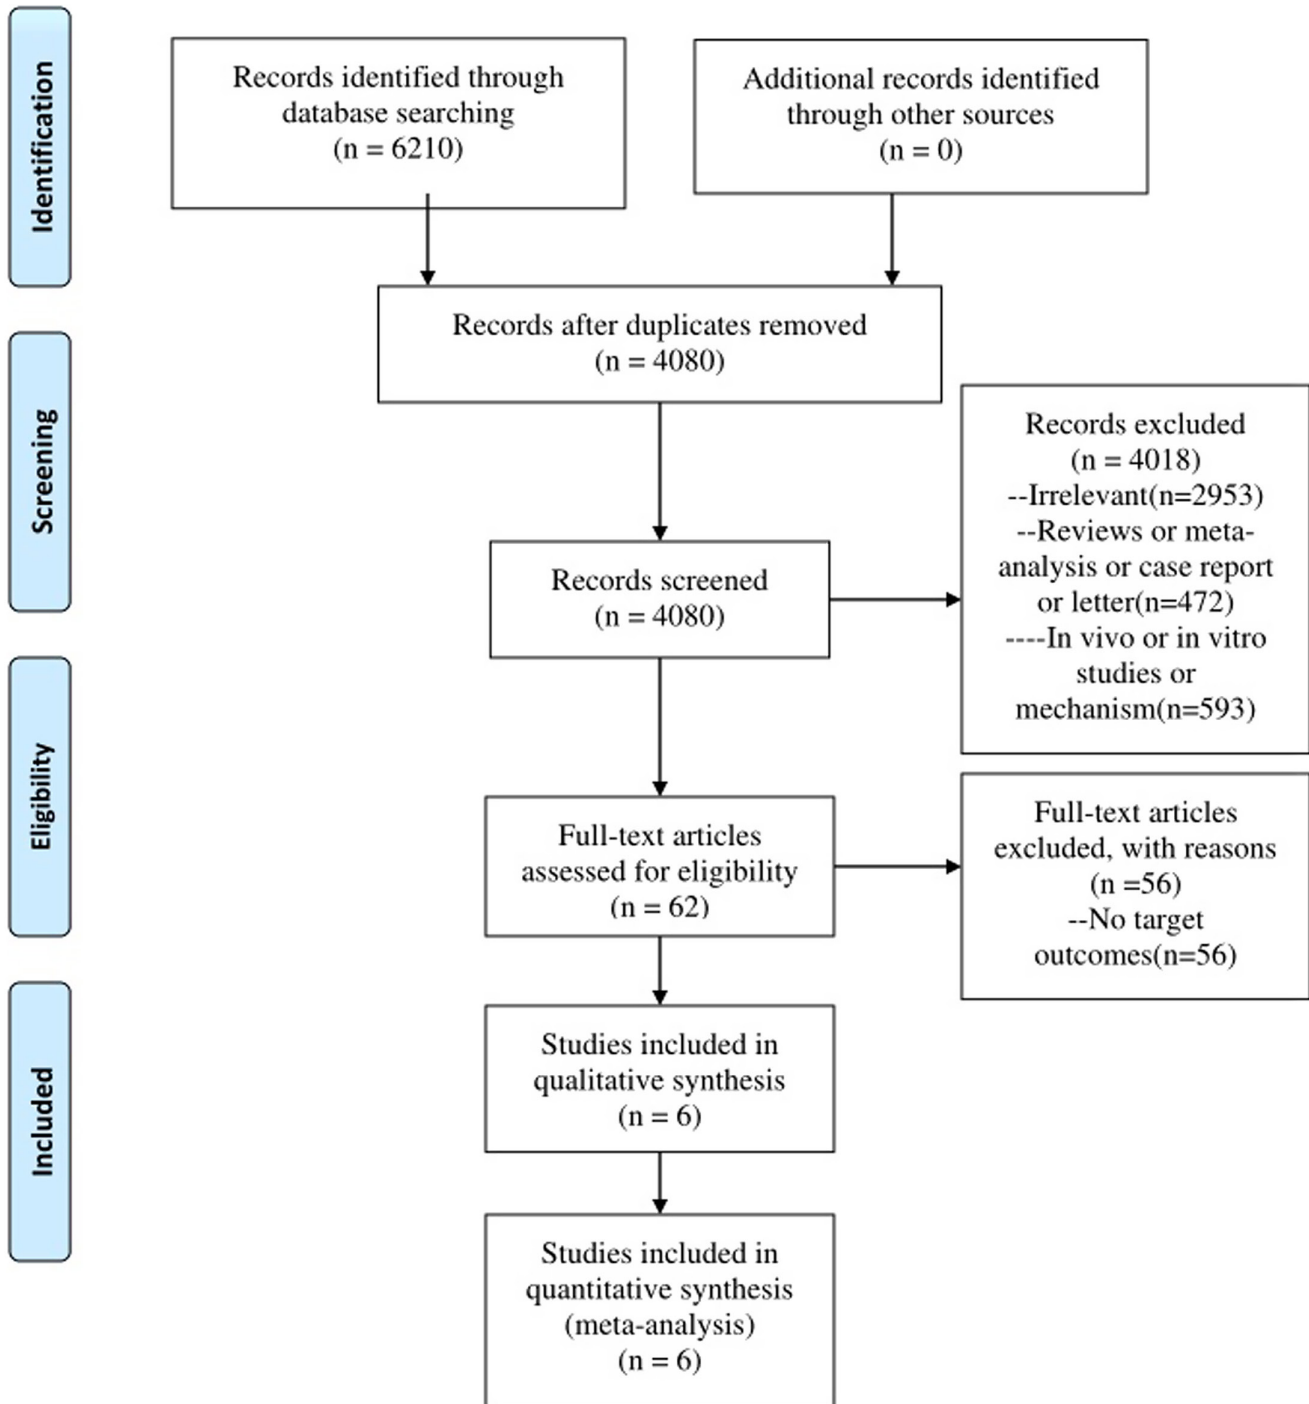 Identification
Records identified through
database searching
(n = 6210)
Additional records identified
through other sources
(n = 0)
Records after duplicates removed
(n = 4080)
Screening
Records screened
(n = 4080)
Records excluded
(n = 4018)
--Irrelevant(n=2953)
--Reviews or meta-
analysis or case report
or letter(n=472)
----In vivo or in vitro
studies or
mechanism(n=593)
Eligibility
Full-text articles
assessed for eligibility
(n = 62)
Full-text articles
excluded, with reasons
(n =56)
--No target
outcomes(n=56)
Included
Studies included in
qualitative synthesis
(n = 6)
Studies included in
quantitative synthesis
(meta-analysis)
(n = 6)